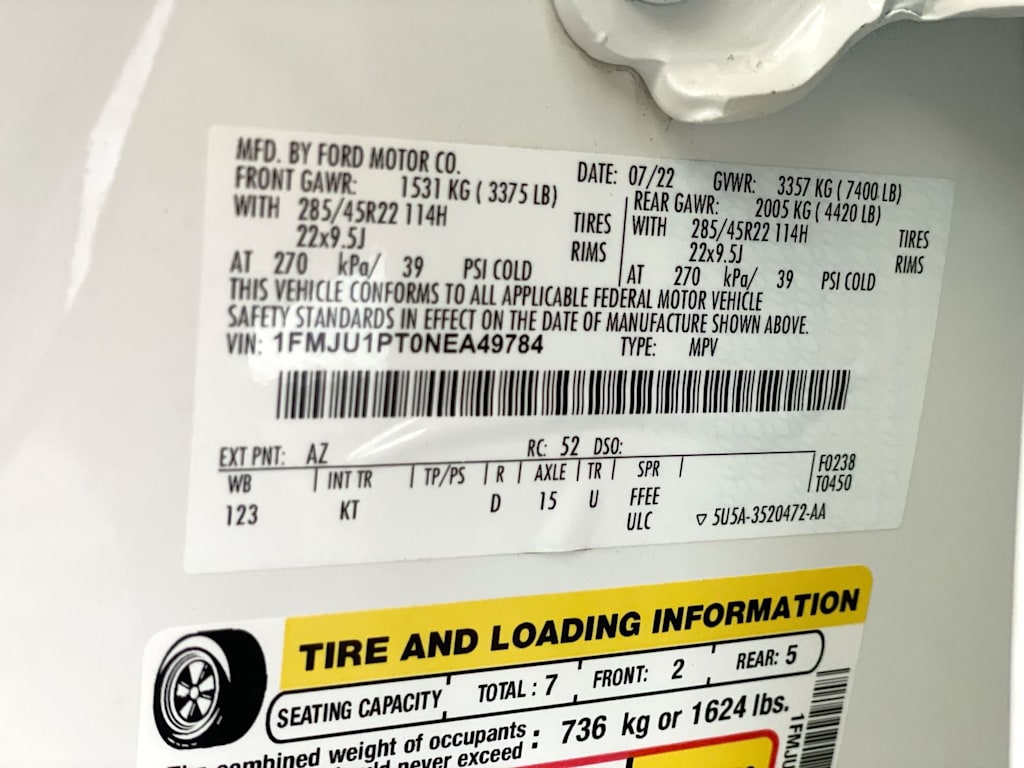 MFD. BY FORD MOTOR CO.
DATE: 07/22 GVWR: 3357 KG ( 7400 LB)
FRONT GAWR: 1531 KG ( 3375 LB)
REAR GAWR: 2005 KG ( 4420 LB)
WITH 285/45R22 114H TIRES
WITH 285/45R22 114H TIRES
22x9.5J RIMS
22x9.5J RIMS
AT 270 kPa/ 39 PSI COLD
AT 270 kPa/ 39 PSI COLD
THIS VEHICLE CONFORMS TO ALL APPLICABLE FEDERAL MOTOR VEHICLE
SAFETY STANDARDS IN EFFECT ON THE DATE OF MANUFACTURE SHOWN ABOVE.
VIN: 1FMJU1PT0NEA49784 TYPE: MPV
EXT PNT: AZ RC: 52 DSO:
WB INT TR TP/PS R AXLE TR SPR F0238
T0450
123 KT D 15 U FFEE
ULC ▽ 5U5A-3520472-AA
TIRE AND LOADING INFORMATION
SEATING CAPACITY TOTAL : 7 FRONT: 2 REAR: 5
combined weight of occupants
never exceed : 736 kg or 1624 lbs.
1FMJU